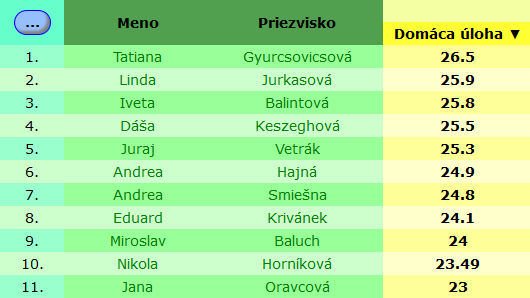 ... Meno Priezvisko Domáca úloha ▼
1. Tatiana Gyurcsovicsová 26.5
2. Linda Jurkasová 25.9
3. Iveta Balintová 25.8
4. Dáša Keszeghová 25.5
5. Juraj Vetrák 25.3
6. Andrea Hajná 24.9
7. Andrea Smiešna 24.8
8. Eduard Krivánek 24.1
9. Miroslav Baluch 24
10. Nikola Horníková 23.49
11. Jana Oravcová 23